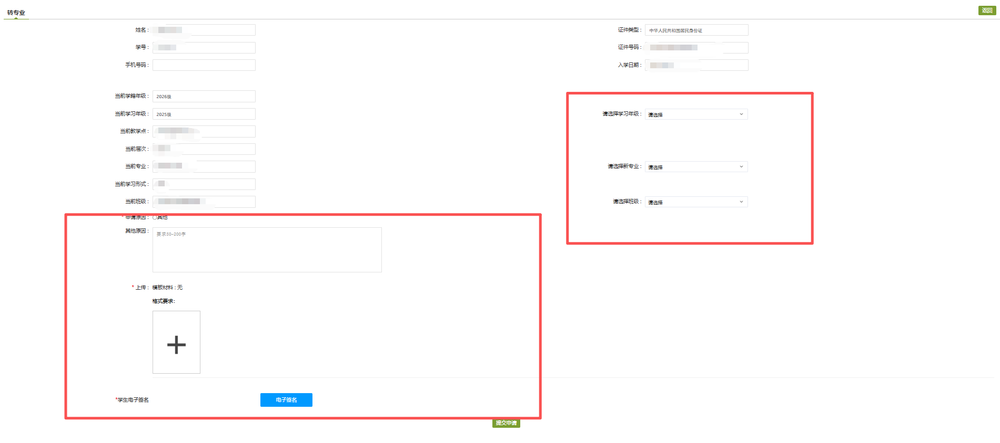 转专业
返回
姓名：
证件类型： 中华人民共和国居民身份证
学号：
证件号码：
手机号码：
入学日期：
当前学籍年级： 2026级
当前学习年级： 2025级
请选择学习年级： 请选择
当前教学点：
当前层次：
当前专业：
请选择新专业： 请选择
当前学习形式：
当前班级：
请选择班级： 请选择
* 申请原因： 其他
其他原因： 要求50-200字
* 上传： 模板材料：无
格式要求：
*学生电子签名 电子签名
提交申请